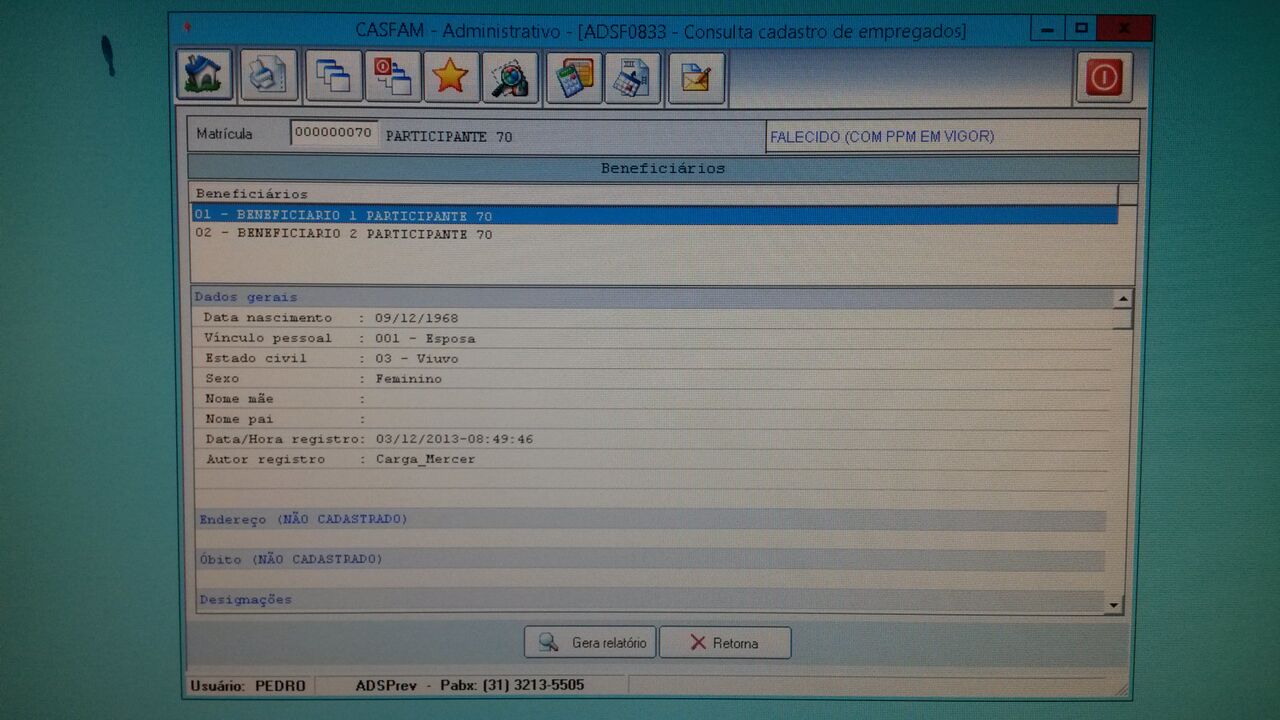 CASFAM - Administrativo - [ADSF0833 - Consulta cadastro de empregados]
Matrícula 000000070 PARTICIPANTE 70 FALECIDO (COM PPM EM VIGOR)
Beneficiários
Beneficiários
01 - BENEFICIARIO 1 PARTICIPANTE 70
02 - BENEFICIARIO 2 PARTICIPANTE 70
Dados gerais
Data nascimento : 09/12/1968
Vínculo pessoal : 001 - Esposa
Estado civil : 03 - Viuvo
Sexo : Feminino
Nome mãe :
Nome pai :
Data/Hora registro: 03/12/2013-08:49:46
Autor registro : Carga_Mercer
Endereço (NÃO CADASTRADO)
Óbito (NÃO CADASTRADO)
Designações
Gera relatório Retorna
Usuário: PEDRO ADSPrev - Pabx: (31) 3213-5505